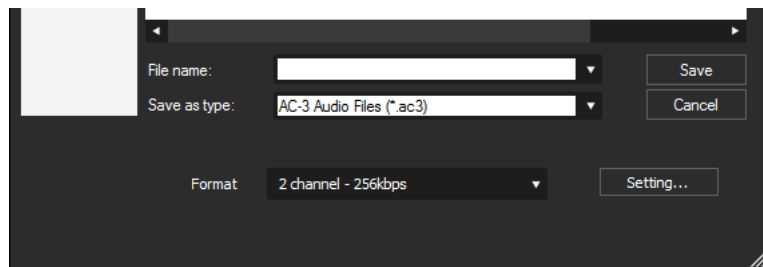 File name: Save
Save as type: AC-3 Audio Files (*.ac3) Cancel
Format 2 channel - 256kbps Setting...